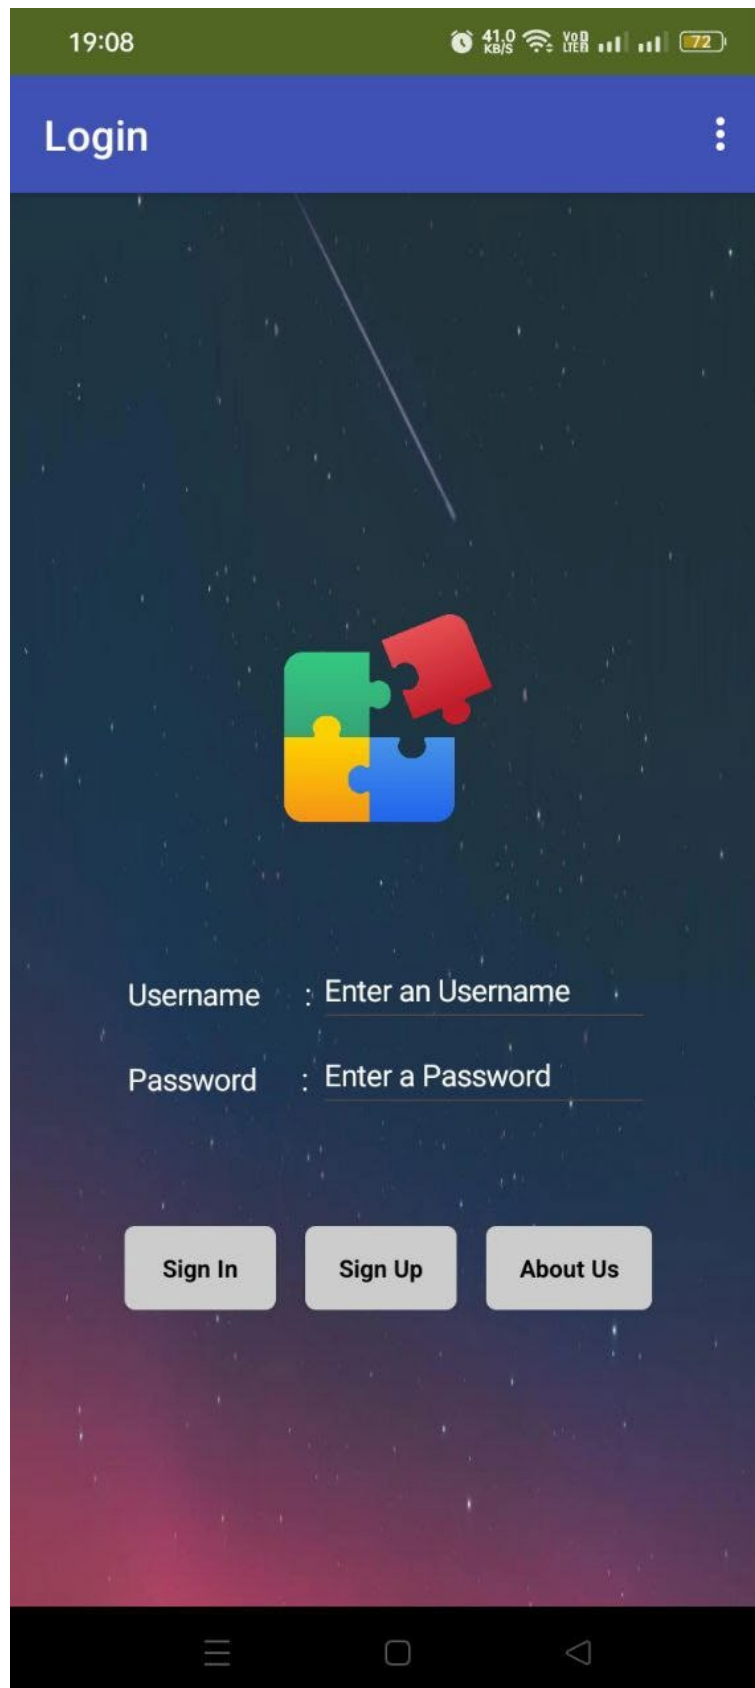 19:08 41.0 KB/S VoD LTE 72
Login
Username : Enter an Username
Password : Enter a Password
Sign In Sign Up About Us